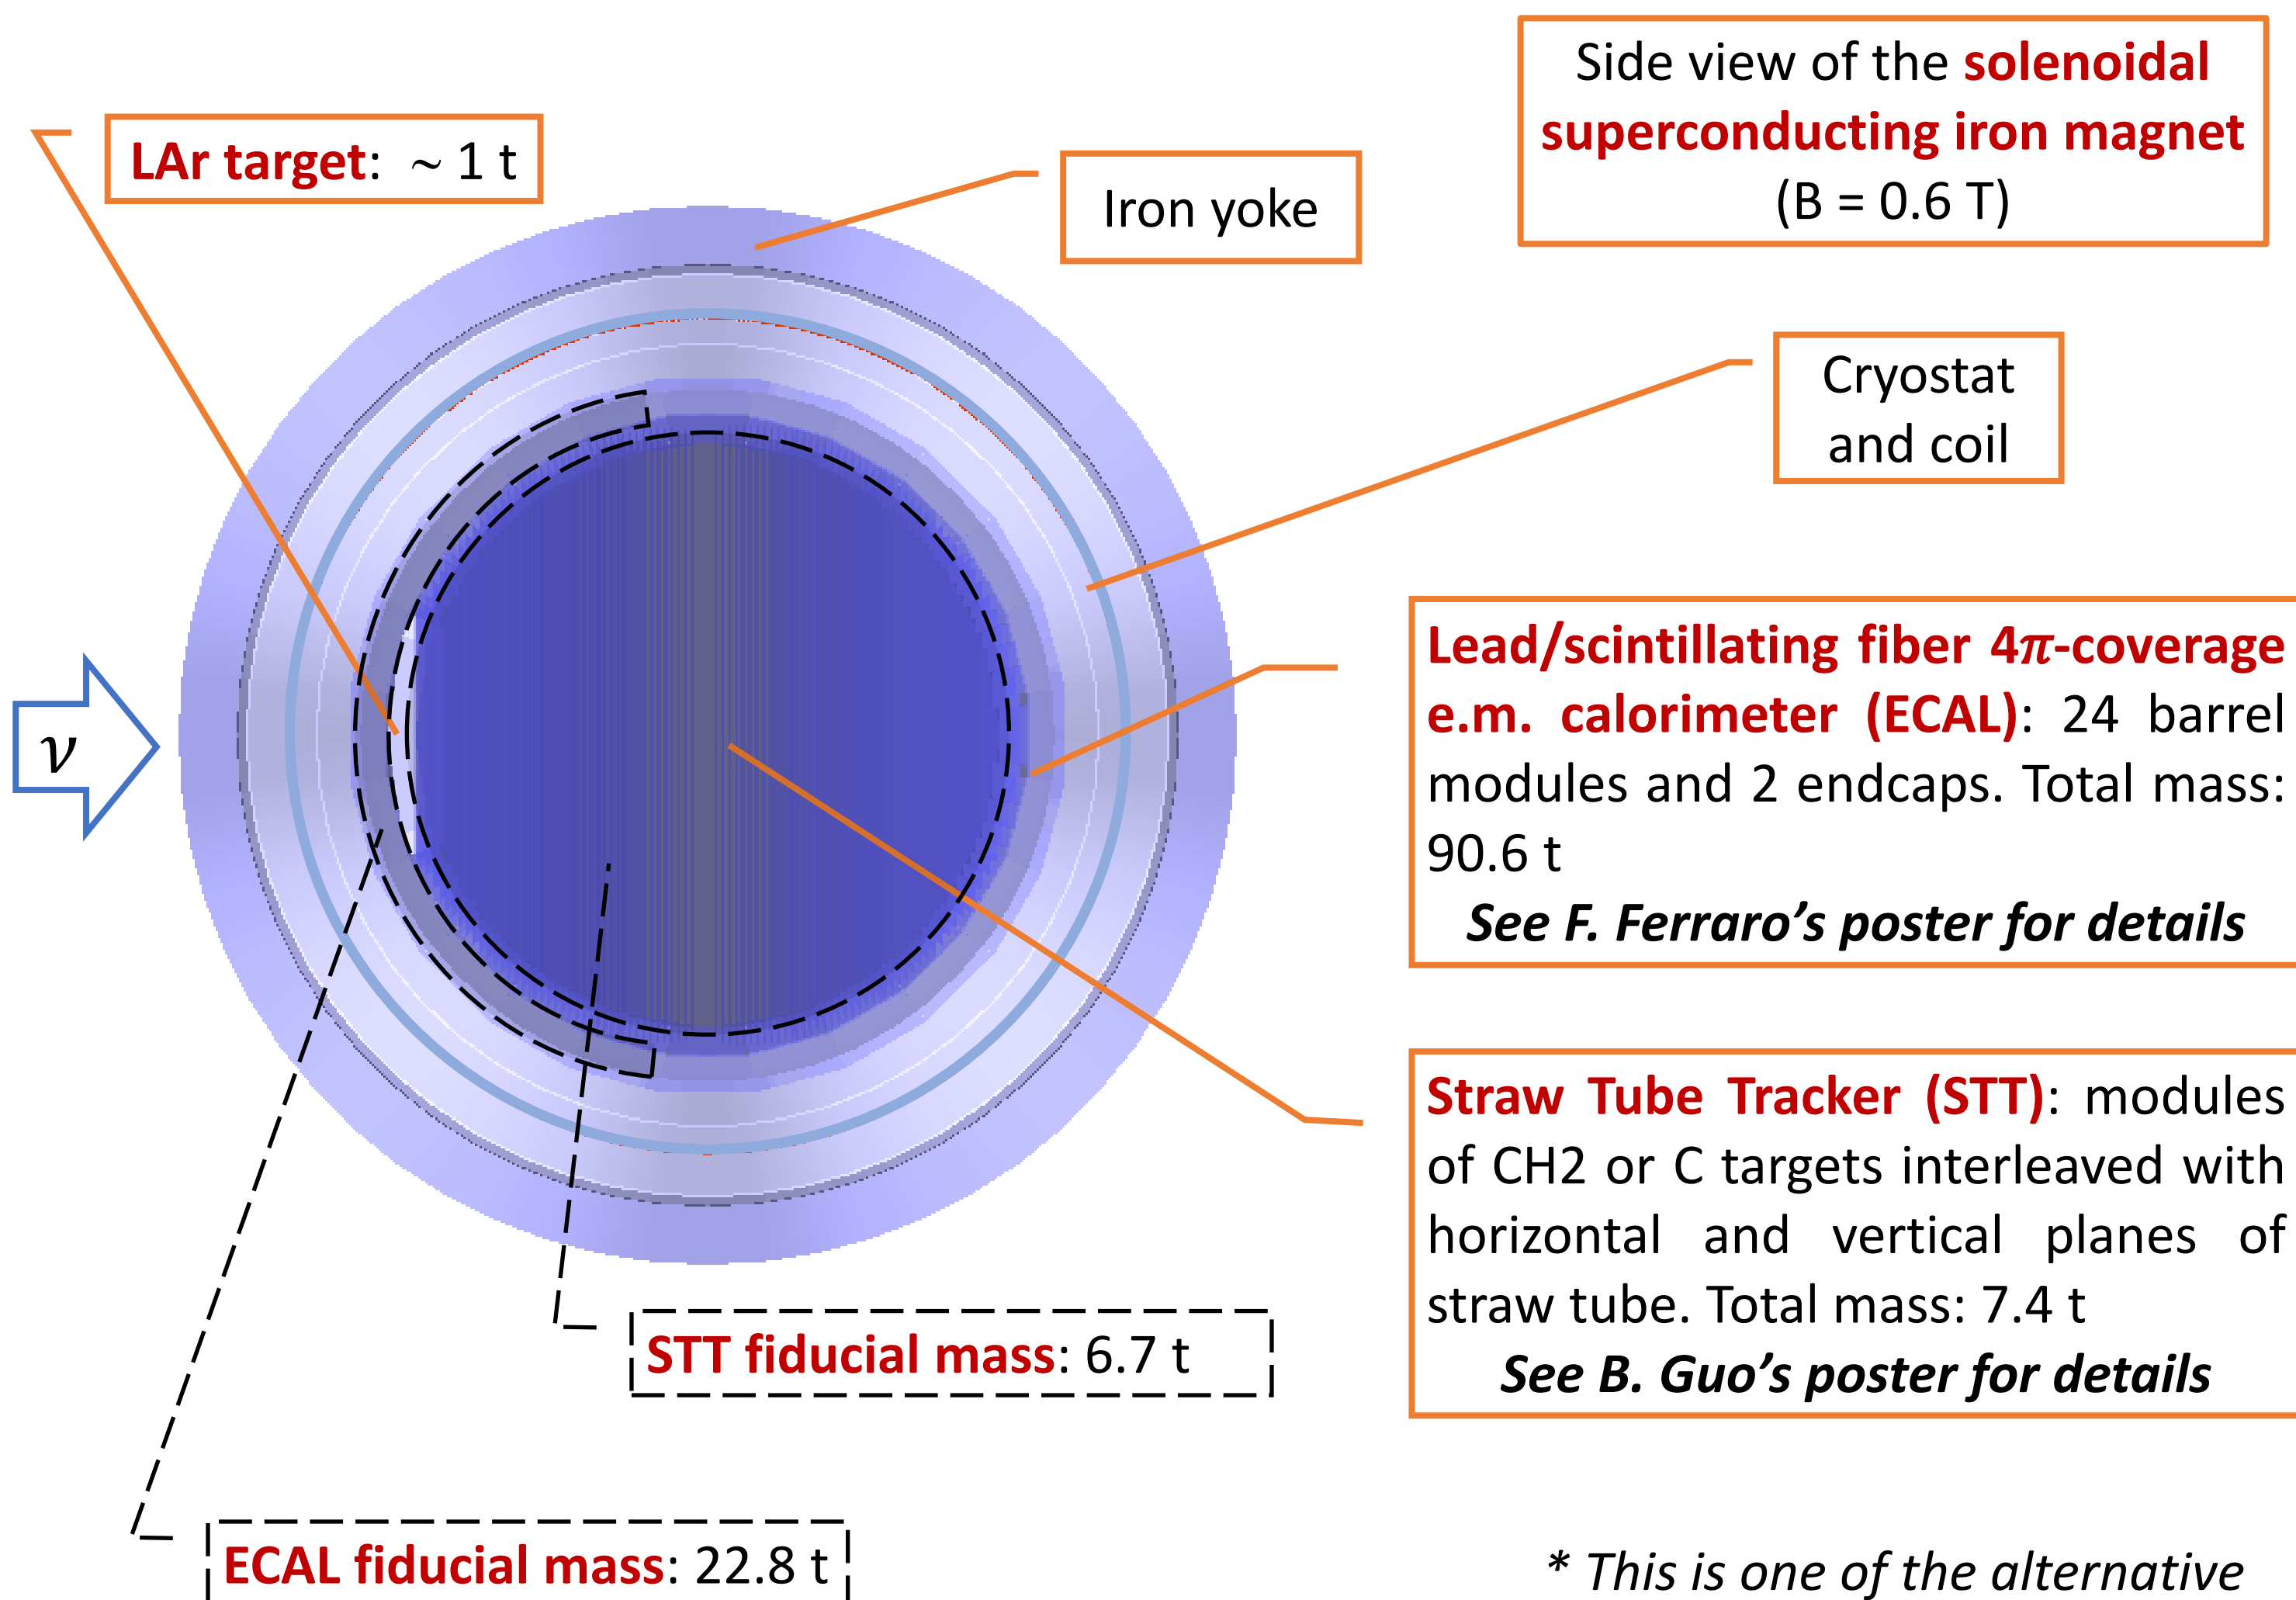 Side view of the solenoidal
superconducting iron magnet
(B = 0.6 T)
LAr target: ~ 1 t
Iron yoke
Cryostat
and coil
Lead/scintillating fiber 4π-coverage
e.m. calorimeter (ECAL): 24 barrel
modules and 2 endcaps. Total mass:
90.6 t
See F. Ferraro’s poster for details
ν
Straw Tube Tracker (STT): modules
of CH2 or C targets interleaved with
horizontal and vertical planes of
straw tube. Total mass: 7.4 t
See B. Guo’s poster for details
STT fiducial mass: 6.7 t
ECAL fiducial mass: 22.8 t
* This is one of the alternative